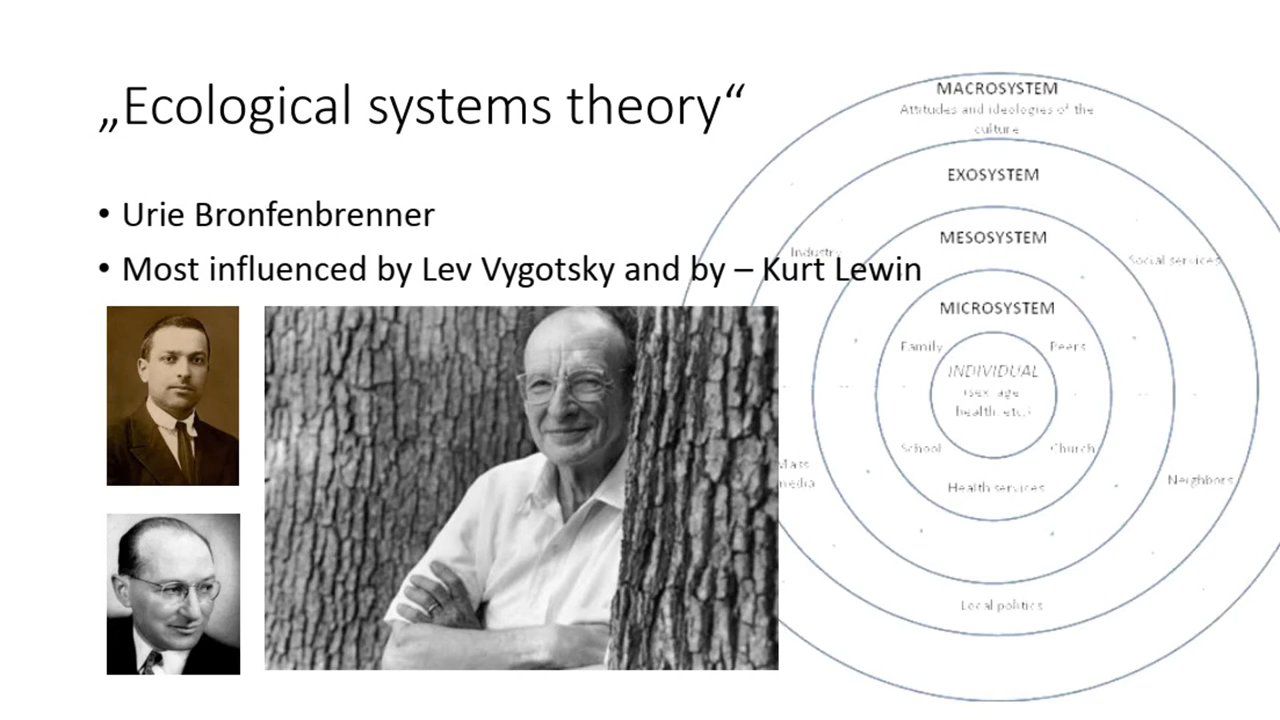 „Ecological systems theory“
• Urie Bronfenbrenner
• Most influenced by Lev Vygotsky and by – Kurt Lewin
MACROSYSTEM
Attitudes and ideologies of the
culture
EXOSYSTEM
MESOSYSTEM
Industry
Social services
MICROSYSTEM
Family
Peers
INDIVIDUAL
(sex, age
health, etc.)
School
Church
Mass
media
Health services
Neighbors
Local politics